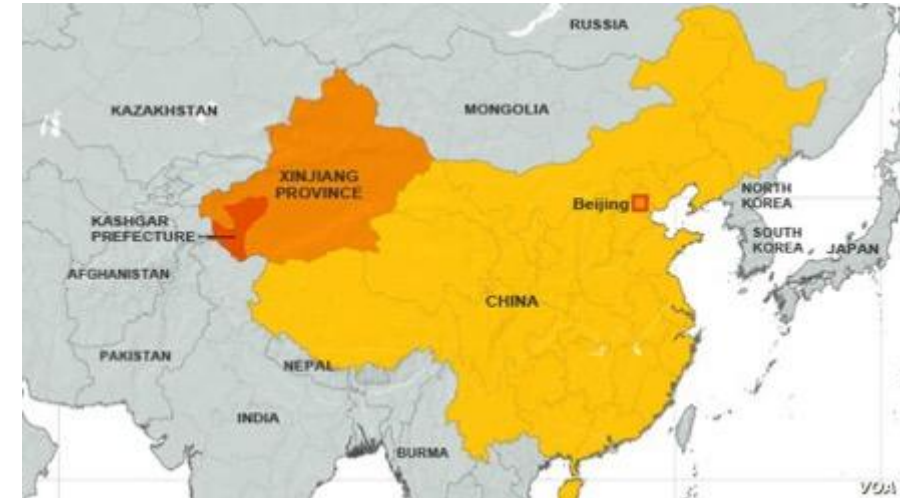 RUSSIA
KAZAKHSTAN
MONGOLIA
XINJIANG
PROVINCE
Beijing
NORTH
KOREA
KASHGAR
PREFECTURE
SOUTH
KOREA
JAPAN
AFGHANISTAN
CHINA
PAKISTAN
NEPAL
INDIA
BURMA
VOA